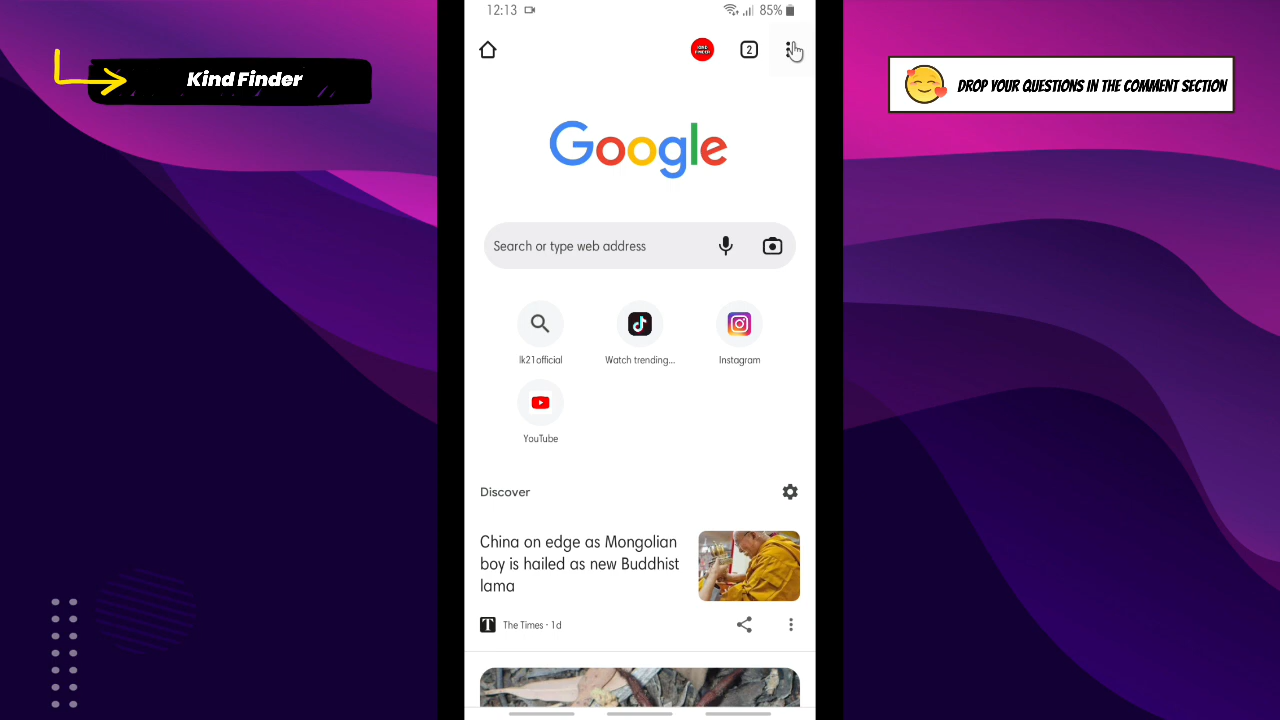 Kind Finder
DROP YOUR QUESTIONS IN THE COMMENT SECTION
12:13
85%
2
Google
Search or type web address
lk21official
Watch trending...
Instagram
YouTube
Discover
China on edge as Mongolian
boy is hailed as new Buddhist
lama
T
The Times · 1d